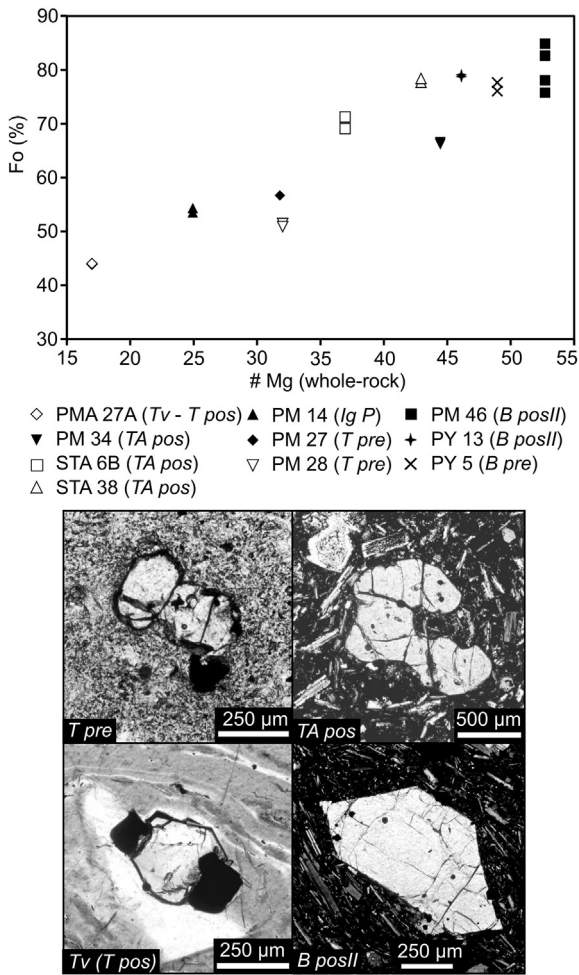 90
80
70
60
50
40
30
Fo (%)
15 20 25 30 35 40 45 50 55
# Mg (whole-rock)
PMA 27A (Tv - T pos) PM 14 (Ig P) PM 46 (B posII)
PM 34 (TA pos) PM 27 (T pre) PY 13 (B posII)
STA 6B (TA pos) PM 28 (T pre) PY 5 (B pre)
STA 38 (TA pos)
T pre 250 µm TA pos 500 µm
Tv (T pos) 250 µm B posII 250 µm